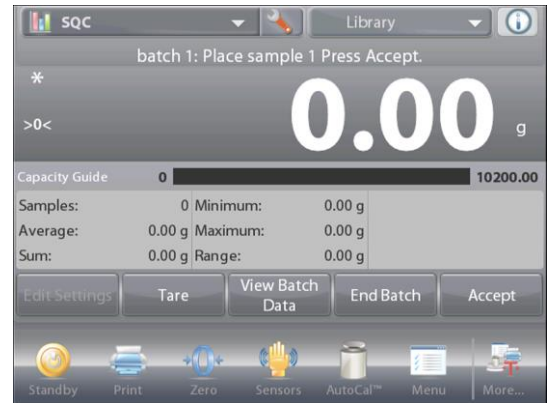 SQC
Library
batch 1: Place sample 1 Press Accept.
*
>0<
0.00 g
Capacity Guide 0 10200.00
Samples: 0 Minimum: 0.00 g
Average: 0.00 g Maximum: 0.00 g
Sum: 0.00 g Range: 0.00 g
Edit Settings
Tare
View Batch
Data
End Batch
Accept
Standby Print Zero Sensors AutoCal™ Menu More...